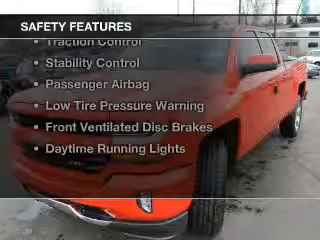 SAFETY FEATURES
• Traction Control
• Stability Control
• Passenger Airbag
• Low Tire Pressure Warning
• Front Ventilated Disc Brakes
• Daytime Running Lights